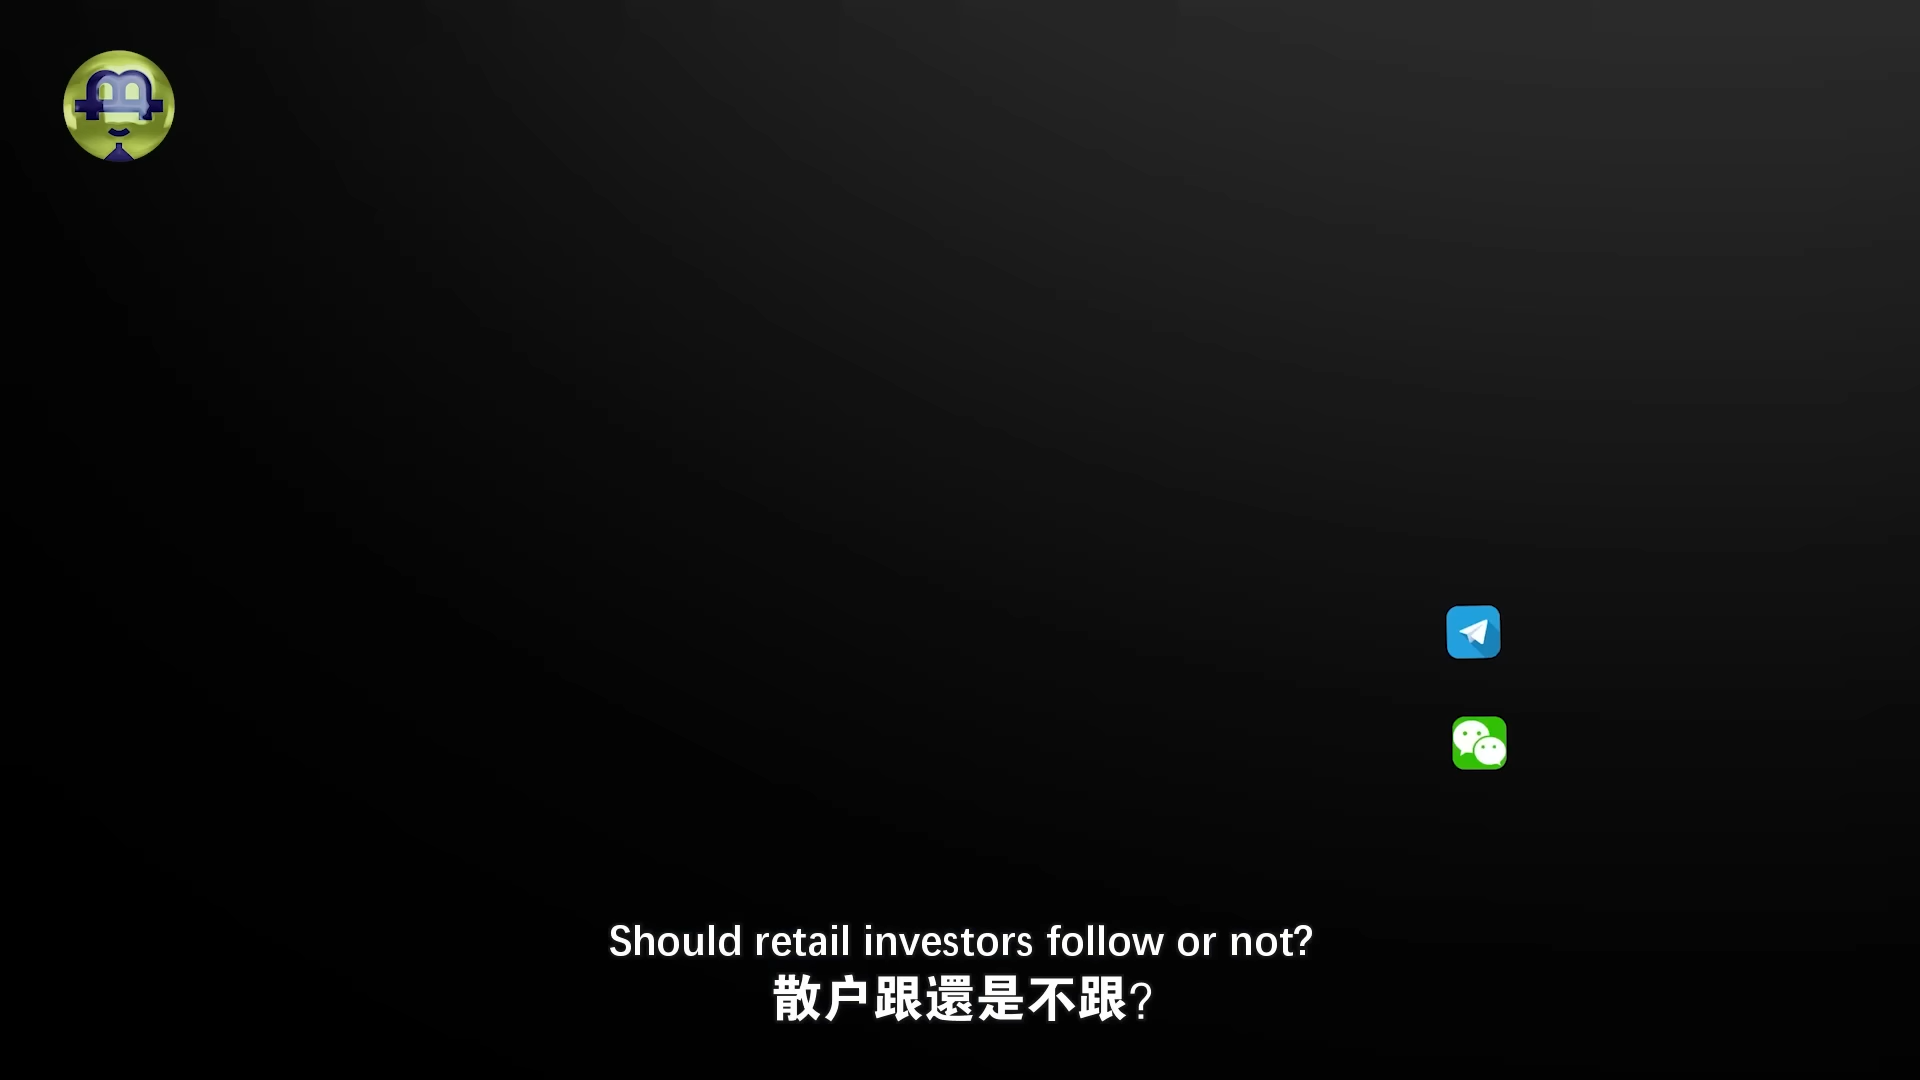 Should retail investors follow or not?
散户跟還是不跟?